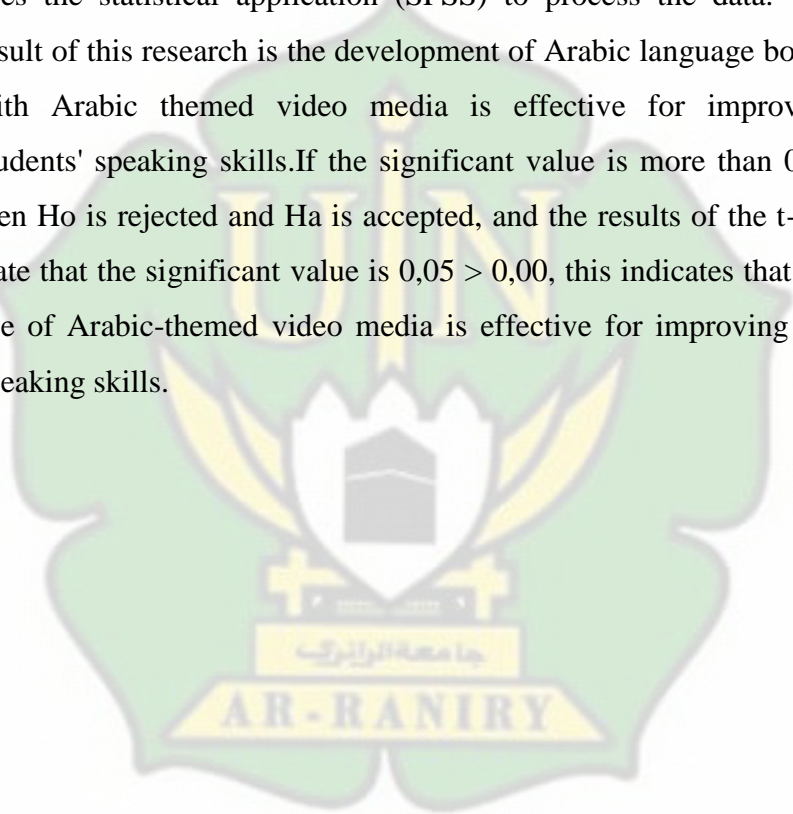 es the statistical application (SPSS) to process the data.
sult of this research is the development of Arabic language bo
ith Arabic themed video media is effective for improv
udents' speaking skills.If the significant value is more than 0
en Ho is rejected and Ha is accepted, and the results of the t-
ate that the significant value is 0,05 > 0,00, this indicates that
e of Arabic-themed video media is effective for improving
eaking skills.
UIN
جامعة الرانري
AR-RANIRY